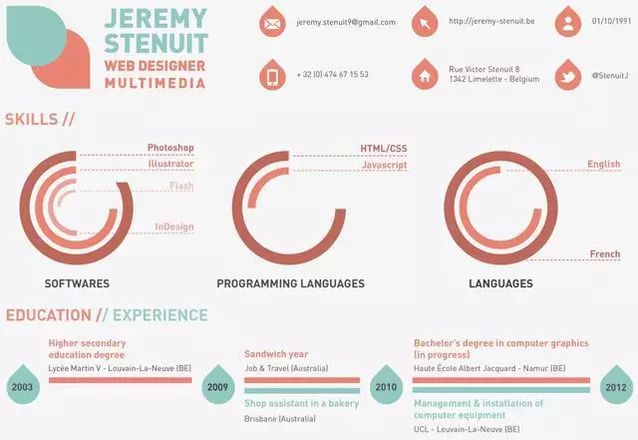 JEREMY
STENUIT
WEB DESIGNER
MULTIMEDIA
jeremy.stenuit9@gmail.com
http://jeremy-stenuit.be
01/10/1991
+ 32 (0) 474 67 15 53
Rue Victor Stenuit 8
1342 Limelette - Belgium
@StenuitJ
SKILLS //
Photoshop
Illustrator
Flash
InDesign
SOFTWARES
HTML/CSS
Javascript
PROGRAMMING LANGUAGES
English
French
LANGUAGES
EDUCATION // EXPERIENCE
2003
Higher secondary
education degree
Lycée Martin V - Louvain-La-Neuve (BE)
2009
Sandwich year
Job & Travel (Australia)
Shop assistant in a bakery
Brisbane (Australia)
2010
Bachelor's degree in computer graphics
(in progress)
Haute École Albert Jacquard - Namur (BE)
Management & installation of
computer equipment
UCL - Louvain-La-Neuve (BE)
2012